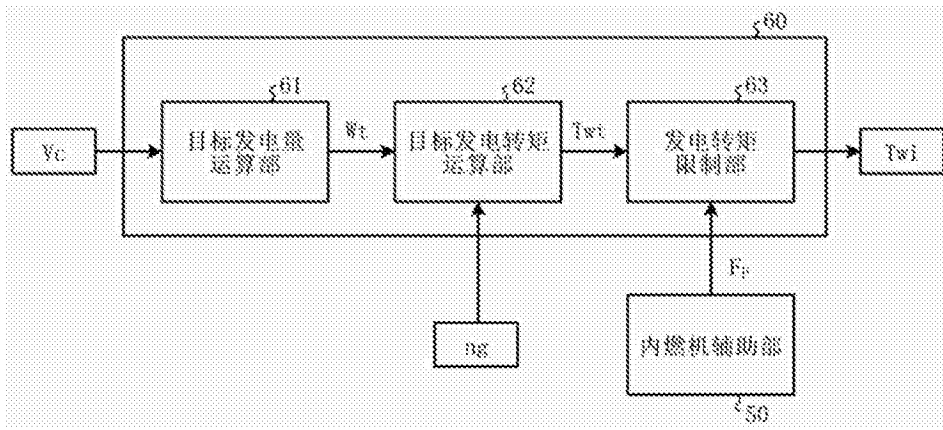 60
61
62
63
Vc
目标发电量
运算部
Wt
目标发电转矩
运算部
Twt
发电转矩
限制部
Twi
ng
内燃机辅助部
50